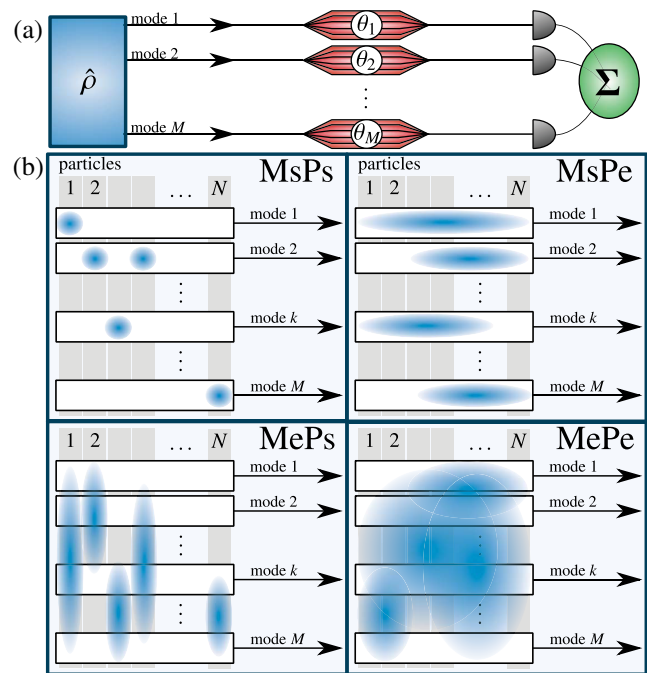 (a)
ρ̂
mode 1
θ₁
mode 2
θ₂
⋮
mode M
θ_M
Σ
(b)
particles
1 2 … N
MsPs
mode 1
mode 2
⋮
mode k
⋮
mode M
particles
1 2 … N
MsPe
mode 1
mode 2
⋮
mode k
⋮
mode M
1 2 … N
MePs
mode 1
mode 2
⋮
mode k
⋮
mode M
1 2 … N
MePe
mode 1
mode 2
⋮
mode k
⋮
mode M